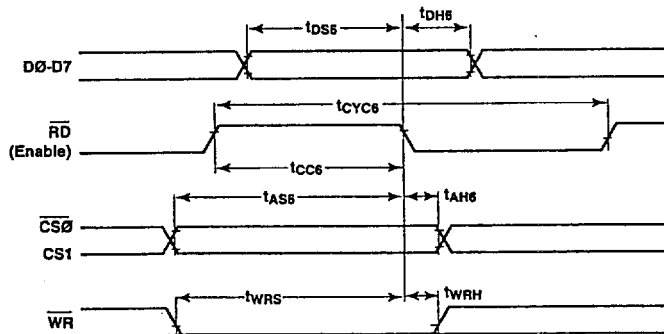 tDS6 tDH6
DØ-D7
tCYC6
RD
(Enable)
tCC6
tAS6 tAH6
CSØ
CS1
tWRS tWRH
WR